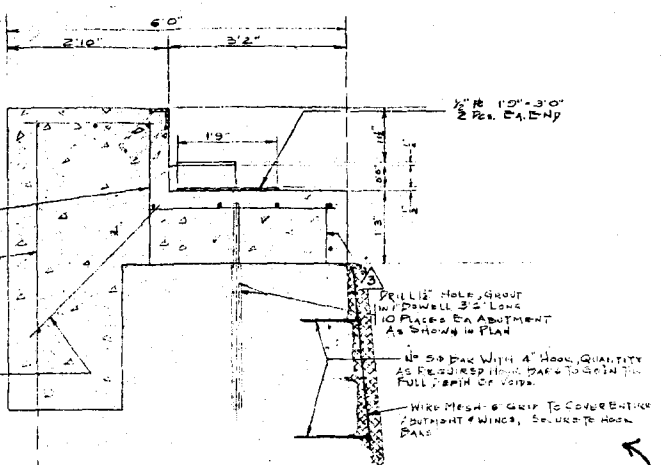 6'0"
2'10"
3'2"
½" PL 1'9" - 3'0"
2 PCS. EA. END
1'9"
1'3"
3
DRILL 1½" HOLE, GROUT
IN 1" DOWELL 3'2" LONG
10 PLACES EA ABUTMENT
AS SHOWN IN PLAN
BAR WITH 4" HOOK, QUANTITY
AS REQUIRED HOOK BARS TO GO IN
FULL DEPTH OF VOIDS.
WIRE MESH - 6" GRID TO COVER ENTIRE
ABUTMENT & WINGS, SECURE TO HOOK
BARS